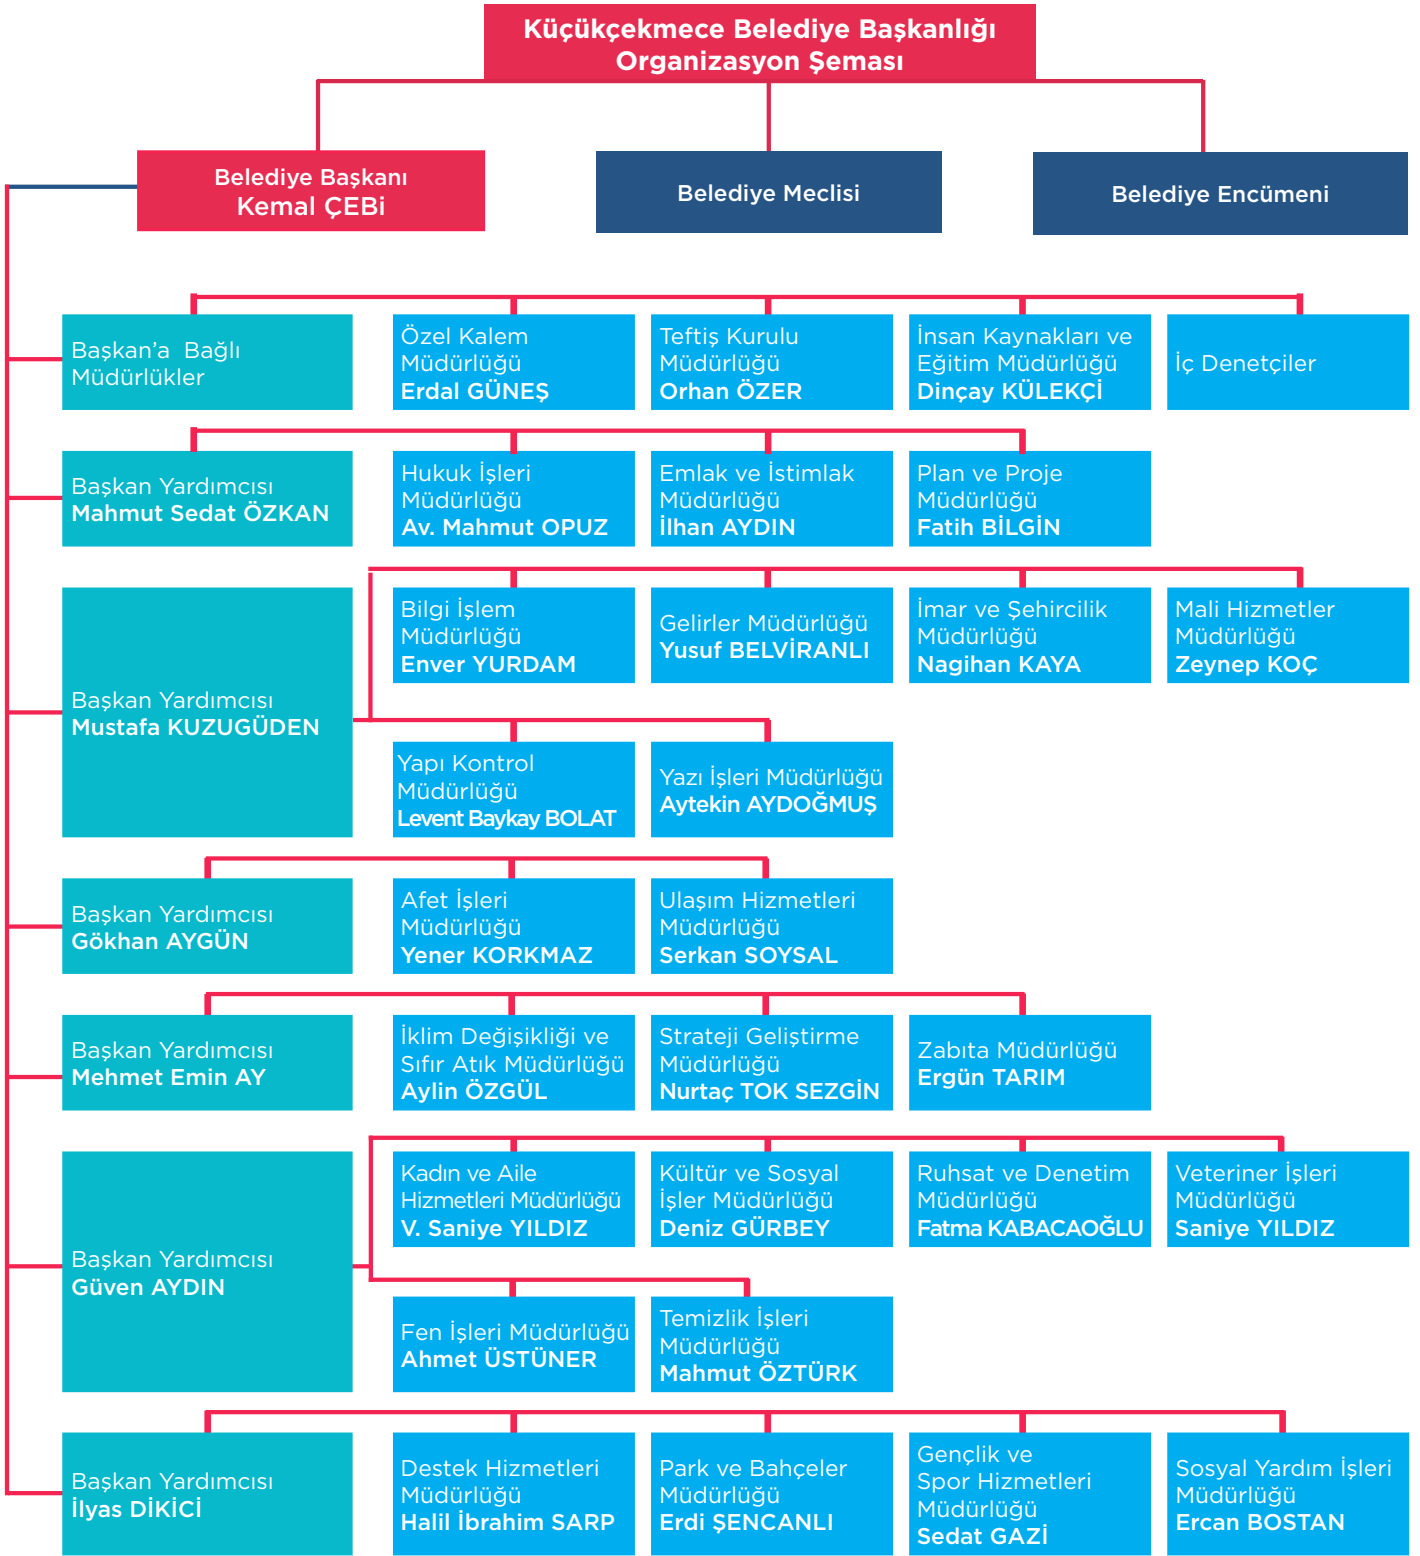 Küçükçekmece Belediye Başkanlığı
Organizasyon Şeması
Belediye Başkanı
Kemal ÇEBi
Belediye Meclisi
Belediye Encümeni
Başkan’a Bağlı
Müdürlükler
Özel Kalem
Müdürlüğü
Erdal GÜNEŞ
Teftiş Kurulu
Müdürlüğü
Orhan ÖZER
İnsan Kaynakları ve
Eğitim Müdürlüğü
Dinçay KÜLEKÇİ
İç Denetçiler
Başkan Yardımcısı
Mahmut Sedat ÖZKAN
Hukuk İşleri
Müdürlüğü
Av. Mahmut OPUZ
Emlak ve İstimlak
Müdürlüğü
İlhan AYDIN
Plan ve Proje
Müdürlüğü
Fatih BİLGİN
Başkan Yardımcısı
Mustafa KUZUGÜDEN
Bilgi İşlem
Müdürlüğü
Enver YURDAM
Gelirler Müdürlüğü
Yusuf BELVİRANLI
İmar ve Şehircilik
Müdürlüğü
Nagihan KAYA
Mali Hizmetler
Müdürlüğü
Zeynep KOÇ
Yapı Kontrol
Müdürlüğü
Levent Baykay BOLAT
Yazı İşleri Müdürlüğü
Aytekin AYDOĞMUŞ
Başkan Yardımcısı
Gökhan AYGÜN
Afet İşleri
Müdürlüğü
Yener KORKMAZ
Ulaşım Hizmetleri
Müdürlüğü
Serkan SOYSAL
Başkan Yardımcısı
Mehmet Emin AY
İklim Değişikliği ve
Sıfır Atık Müdürlüğü
Aylin ÖZGÜL
Strateji Geliştirme
Müdürlüğü
Nurtaç TOK SEZGİN
Zabıta Müdürlüğü
Ergün TARIM
Başkan Yardımcısı
Güven AYDIN
Kadın ve Aile
Hizmetleri Müdürlüğü
V. Saniye YILDIZ
Kültür ve Sosyal
İşler Müdürlüğü
Deniz GÜRBEY
Ruhsat ve Denetim
Müdürlüğü
Fatma KABACAOĞLU
Veteriner İşleri
Müdürlüğü
Saniye YILDIZ
Fen İşleri Müdürlüğü
Ahmet ÜSTÜNER
Temizlik İşleri
Müdürlüğü
Mahmut ÖZTÜRK
Başkan Yardımcısı
İlyas DİKİCİ
Destek Hizmetleri
Müdürlüğü
Halil İbrahim SARP
Park ve Bahçeler
Müdürlüğü
Erdi ŞENCANLI
Gençlik ve
Spor Hizmetleri
Müdürlüğü
Sedat GAZİ
Sosyal Yardım İşleri
Müdürlüğü
Ercan BOSTAN